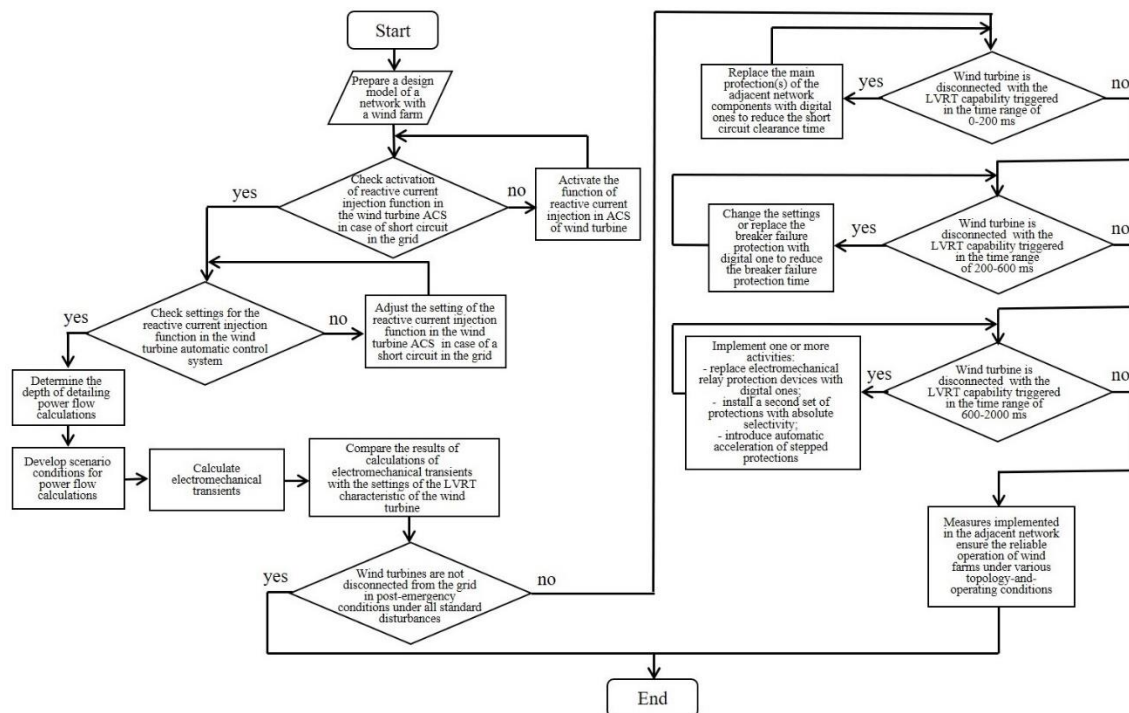 Start
Prepare a design
model of a
network with
a wind farm
Check activation
of reactive current
injection function in
the wind turbine ACS
in case of short circuit
in the grid
yes
no
Activate the
function of
reactive current
injection in ACS
of wind turbine
Check settings for the
reactive current injection
function in the wind
turbine automatic control
system
yes
no
Adjust the setting of the
reactive current injection
function in the wind
turbine ACS in case of a
short circuit in the grid
Determine the
depth of detailing
power flow
calculations
Develop scenario
conditions for
power flow
calculations
Calculate
electromechanical
transients
Compare the results of
calculations of
electromechanical transients
with the settings of the LVRT
characteristic of the wind
turbine
Wind turbines are not
disconnected from the grid
in post-emergency
conditions under all standard
disturbances
yes
no
Wind turbine is
disconnected with the
LVRT capability triggered
in the time range of
0-200 ms
yes
no
Replace the main
protection(s) of the
adjacent network
components with digital
ones to reduce the short
circuit clearance time
Wind turbine is
disconnected with the
LVRT capability triggered
in the time range
of 200-600 ms
yes
no
Change the settings
or replace the
breaker failure
protection with
digital one to reduce
the breaker failure
protection time
Wind turbine is
disconnected with the
LVRT capability triggered
in the time range of
600-2000 ms
yes
no
Implement one or more
activities:
- replace electromechanical
relay protection devices with
digital ones;
- install a second set of
protections with absolute
selectivity;
- introduce automatic
acceleration of stepped
protections
Measures implemented
in the adjacent network
ensure the reliable
operation of wind
farms under various
topology-and-
operating conditions
End